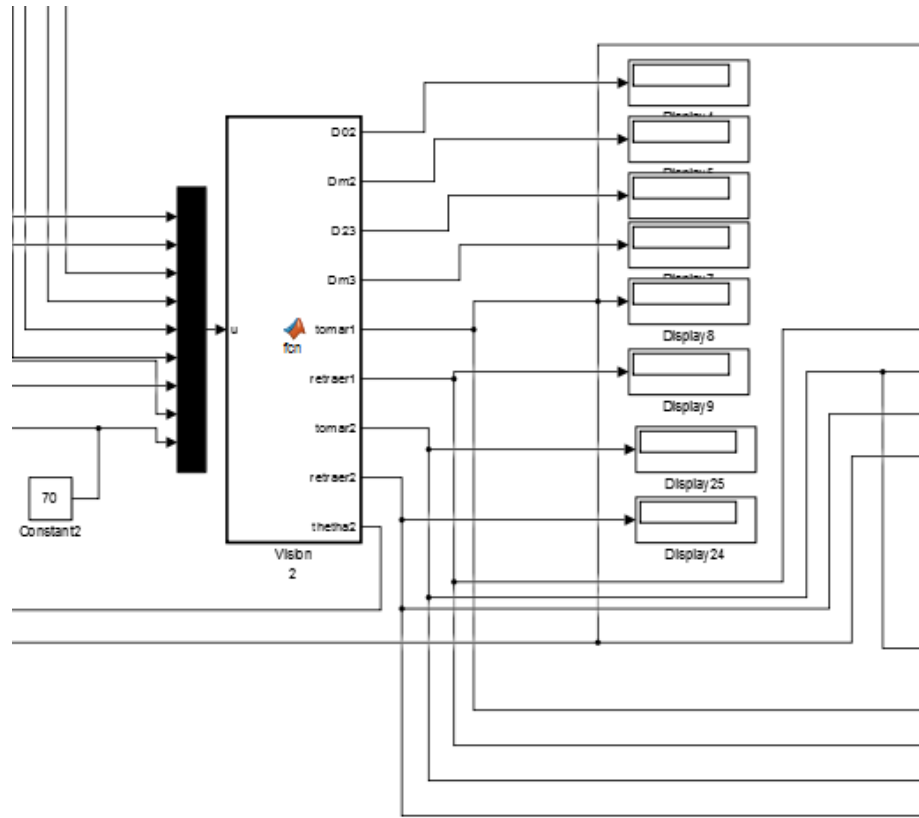 D02
Dm2
D23
Dm3
u
fcn
tomar1
retraer1
tomar2
retraer2
thetha2
Vision
2
70
Constant2
Display8
Display9
Display25
Display24